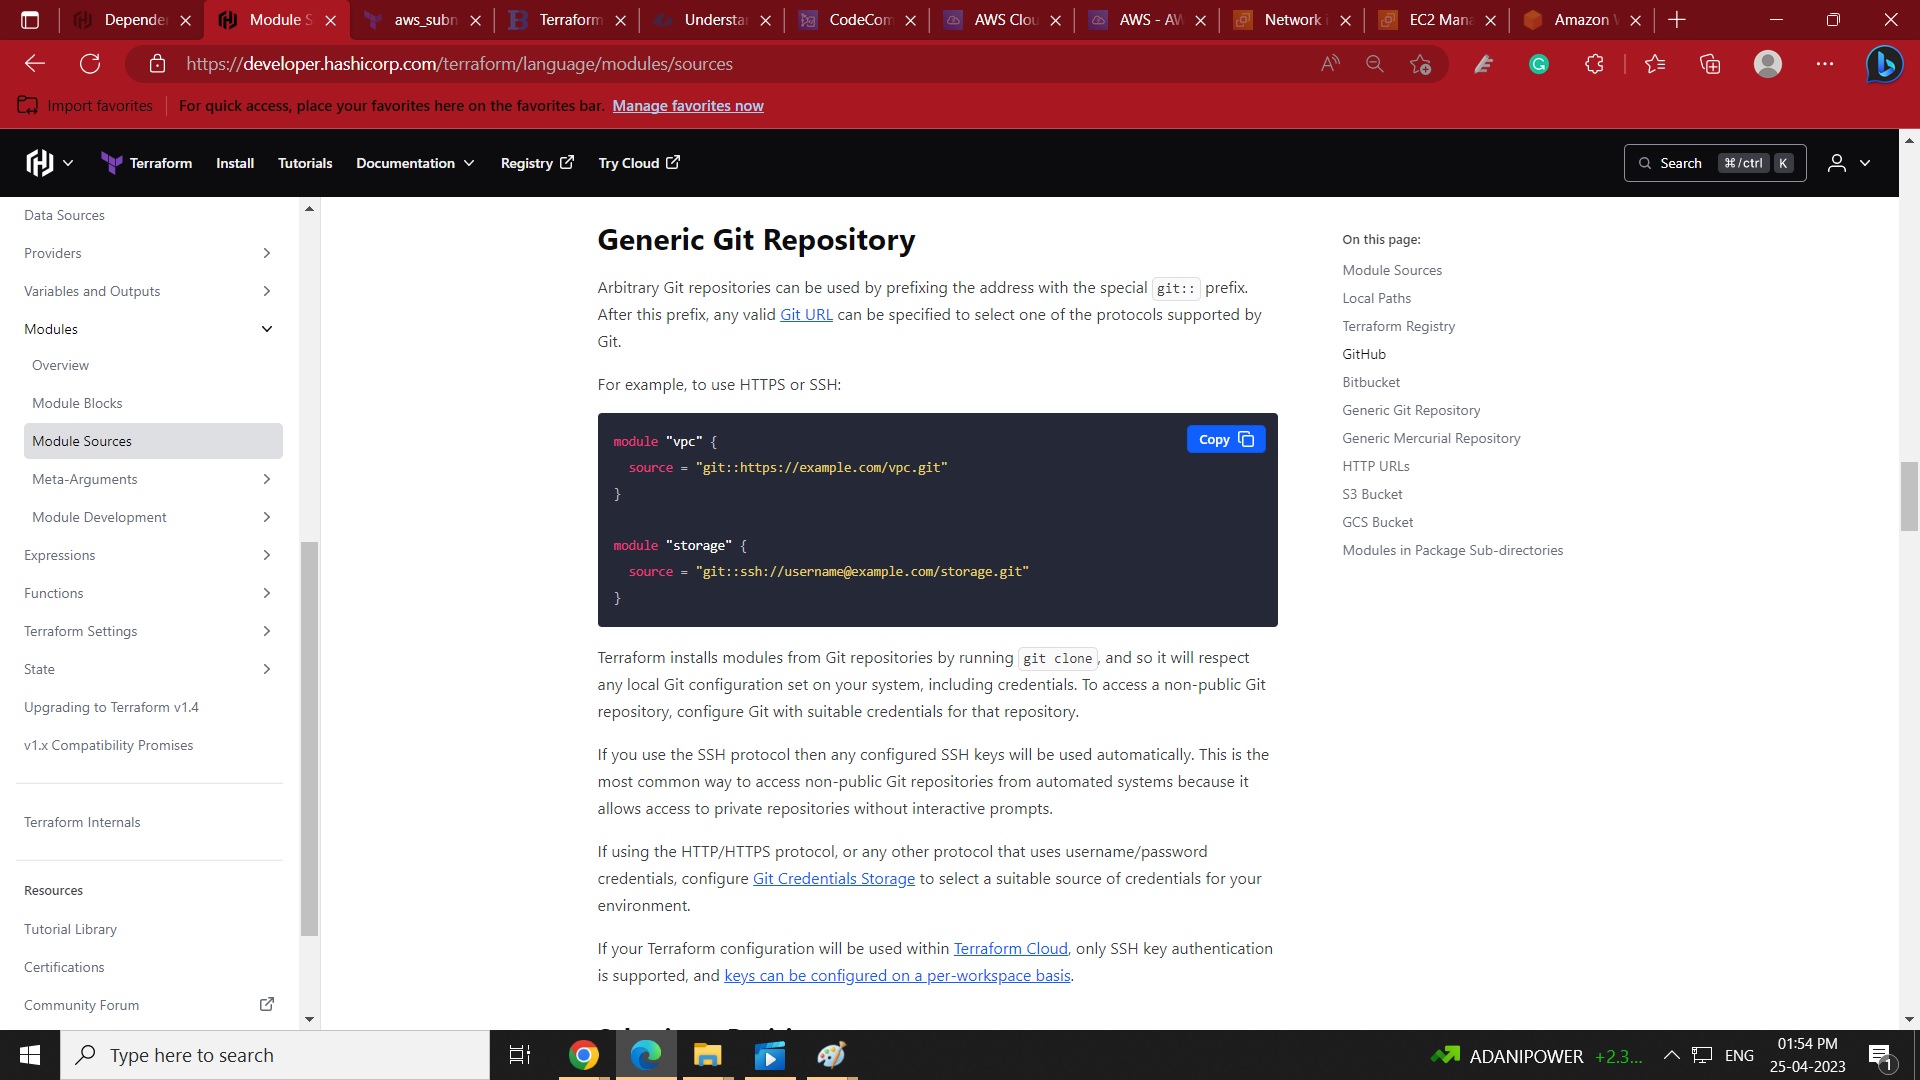 Depende
Module S
aws_subn
Terraform
Understa
CodeCom
AWS Clo
AWS - AW
Network i
EC2 Mana
Amazon
https://developer.hashicorp.com/terraform/language/modules/sources
Import favorites
For quick access, place your favorites here on the favorites bar. Manage favorites now
Terraform Install Tutorials Documentation Registry Try Cloud
Search ⌘/ctrl K
Data Sources
Providers
Variables and Outputs
Modules
Overview
Module Blocks
Module Sources
Meta-Arguments
Module Development
Expressions
Functions
Terraform Settings
State
Upgrading to Terraform v1.4
v1.x Compatibility Promises
Terraform Internals
Resources
Tutorial Library
Certifications
Community Forum
Generic Git Repository
Arbitrary Git repositories can be used by prefixing the address with the special git:: prefix.
After this prefix, any valid Git URL can be specified to select one of the protocols supported by
Git.
For example, to use HTTPS or SSH:
Copy
module "vpc" {
source = "git::https://example.com/vpc.git"
}
module "storage" {
source = "git::ssh://username@example.com/storage.git"
}
Terraform installs modules from Git repositories by running git clone, and so it will respect
any local Git configuration set on your system, including credentials. To access a non-public Git
repository, configure Git with suitable credentials for that repository.
If you use the SSH protocol then any configured SSH keys will be used automatically. This is the
most common way to access non-public Git repositories from automated systems because it
allows access to private repositories without interactive prompts.
If using the HTTP/HTTPS protocol, or any other protocol that uses username/password
credentials, configure Git Credentials Storage to select a suitable source of credentials for your
environment.
If your Terraform configuration will be used within Terraform Cloud, only SSH key authentication
is supported, and keys can be configured on a per-workspace basis.
On this page:
Module Sources
Local Paths
Terraform Registry
GitHub
Bitbucket
Generic Git Repository
Generic Mercurial Repository
HTTP URLs
S3 Bucket
GCS Bucket
Modules in Package Sub-directories
Type here to search
ADANIPOWER +2.3...
ENG
01:54 PM
25-04-2023
1